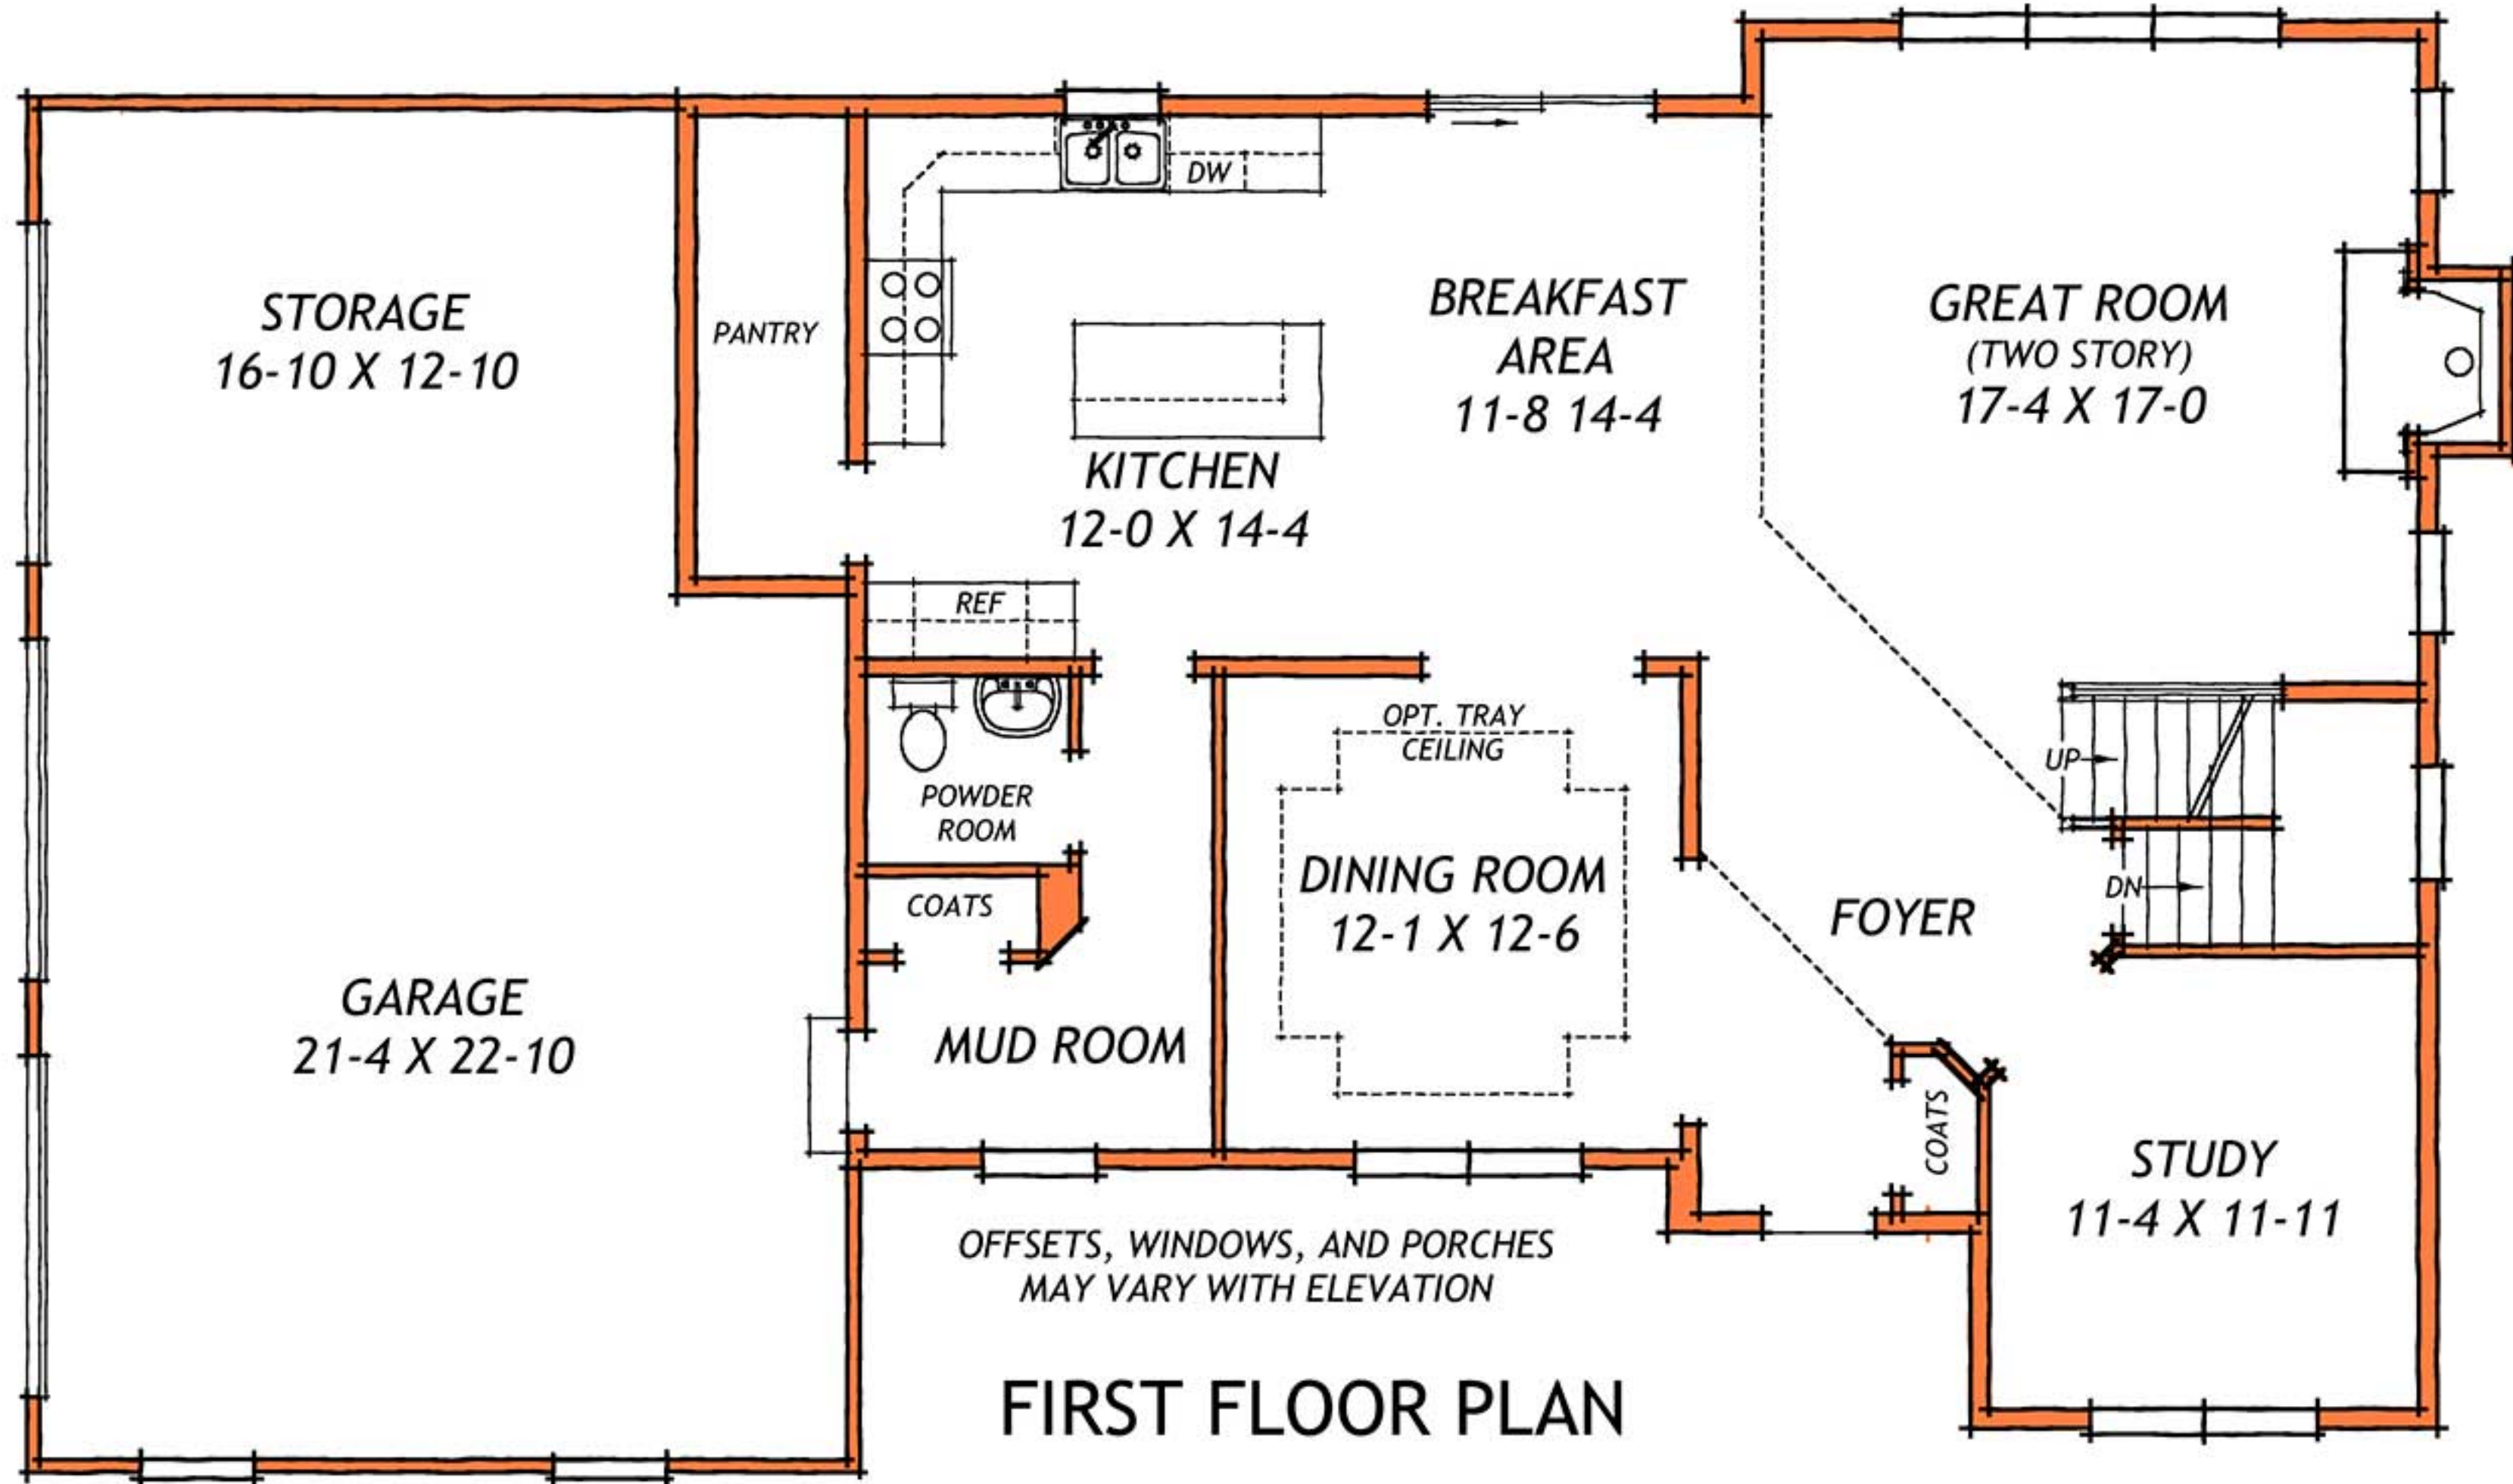 STORAGE
16-10 X 12-10
PANTRY
DW
BREAKFAST
AREA
11-8 14-4
GREAT ROOM
(TWO STORY)
17-4 X 17-0
KITCHEN
12-0 X 14-4
REF
OPT. TRAY
CEILING
UP
POWDER
ROOM
COATS
DINING ROOM
12-1 X 12-6
FOYER
DN
GARAGE
21-4 X 22-10
MUD ROOM
COATS
STUDY
11-4 X 11-11
OFFSETS, WINDOWS, AND PORCHES
MAY VARY WITH ELEVATION
FIRST FLOOR PLAN